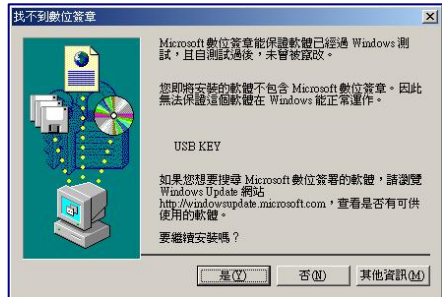 找不到數位簽章
Microsoft 數位簽章能保證軟體已經過 Windows 測
試，且自測試過後，未曾被竄改。
您即將安裝的軟體不包含 Microsoft 數位簽章。因此
無法保證這個軟體在 Windows 能正常運作。
USB KEY
如果您想要搜尋 Microsoft 數位簽署的軟體，請瀏覽
Windows Update 網站
http://windowsupdate.microsoft.com，查看是否有可供
使用的軟體。
要繼續安裝嗎？
是(Y) 否(N) 其他資訊(M)